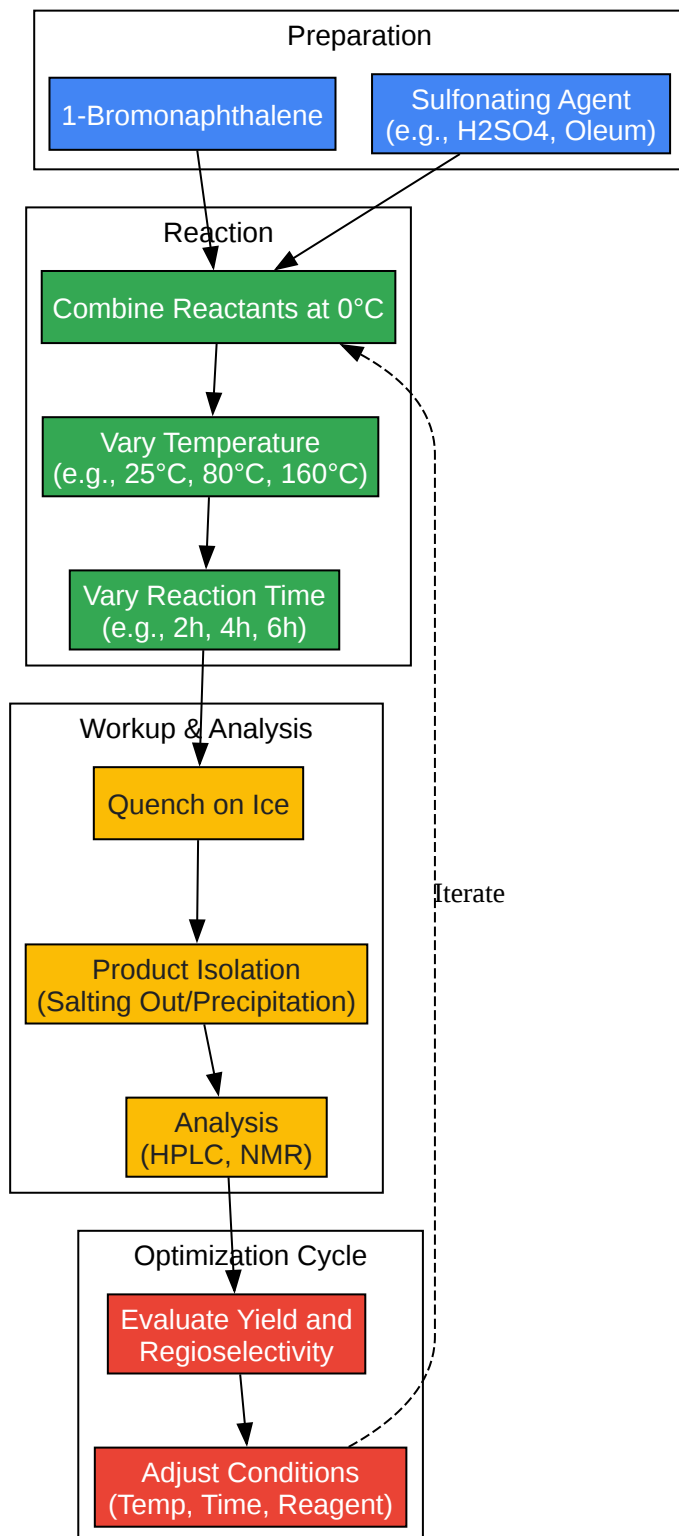 Preparation
1-Bromonaphthalene
Sulfonating Agent
(e.g., H2SO4, Oleum)
Reaction
Combine Reactants at 0°C
Vary Temperature
(e.g., 25°C, 80°C, 160°C)
Vary Reaction Time
(e.g., 2h, 4h, 6h)
Workup & Analysis
Quench on Ice
Iterate
Product Isolation
(Salting Out/Precipitation)
Analysis
(HPLC, NMR)
Optimization Cycle
Evaluate Yield and
Regioselectivity
Adjust Conditions
(Temp, Time, Reagent)